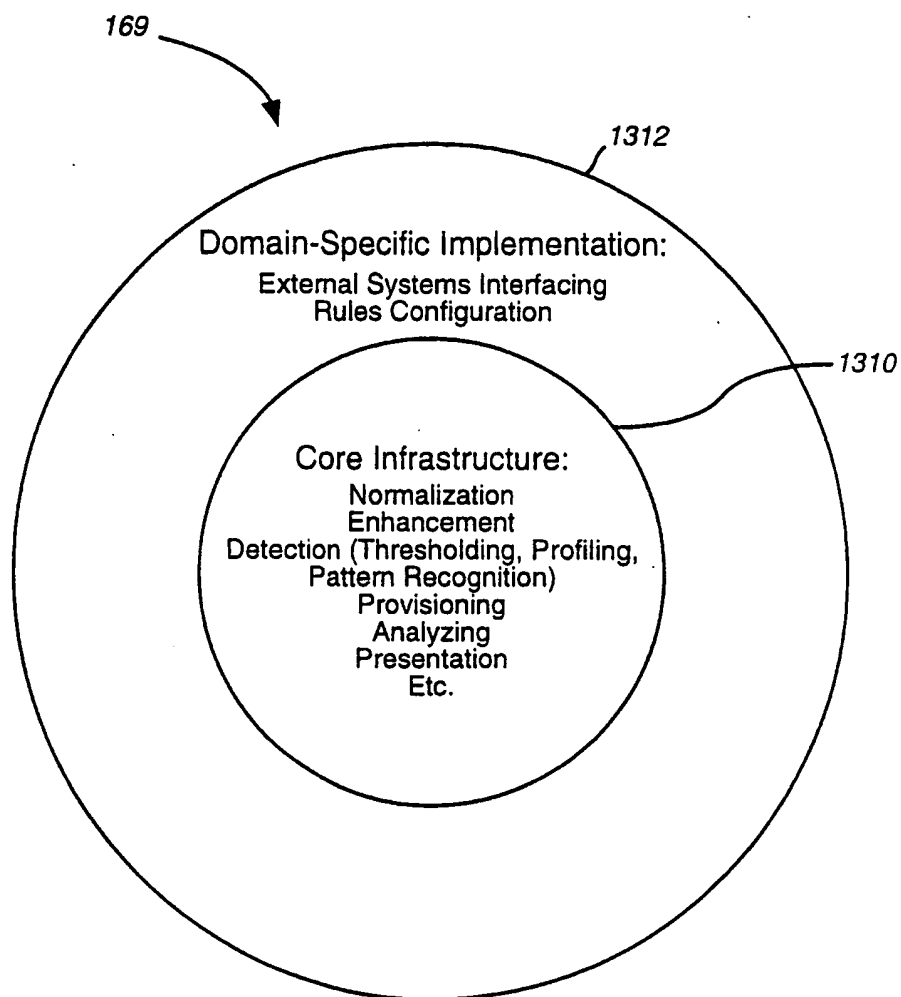 169
1312
Domain-Specific Implementation:
External Systems Interfacing
Rules Configuration
1310
Core Infrastructure:
Normalization
Enhancement
Detection (Thresholding, Profiling,
Pattern Recognition)
Provisioning
Analyzing
Presentation
Etc.